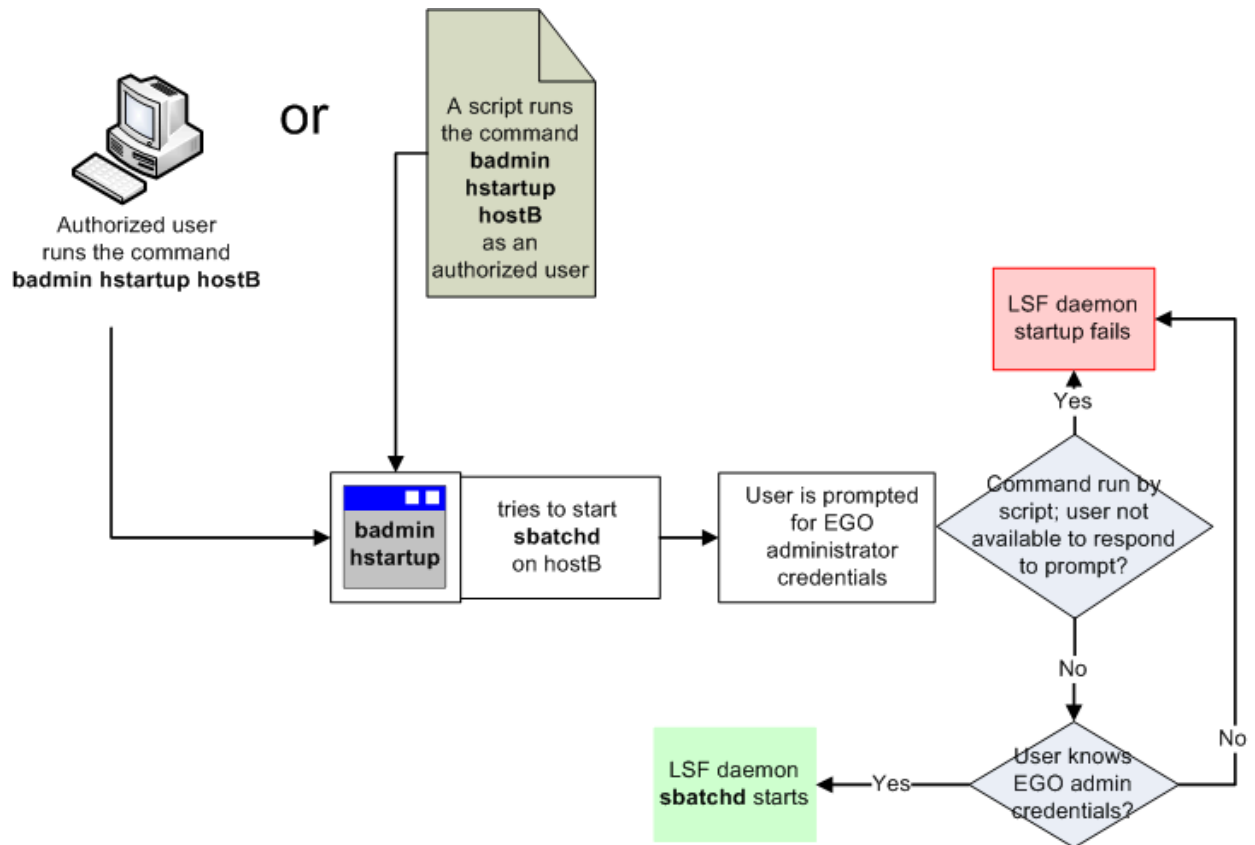 or
Authorized user
runs the command
badmin hstartup hostB
A script runs
the command
badmin
hstartup
hostB
as an
authorized user
badmin
hstartup
tries to start
sbatchd
on hostB
User is prompted
for EGO
administrator
credentials
Command run by
script; user not
available to respond
to prompt?
Yes
LSF daemon
startup fails
No
User knows
EGO admin
credentials?
No
Yes
LSF daemon
sbatchd starts